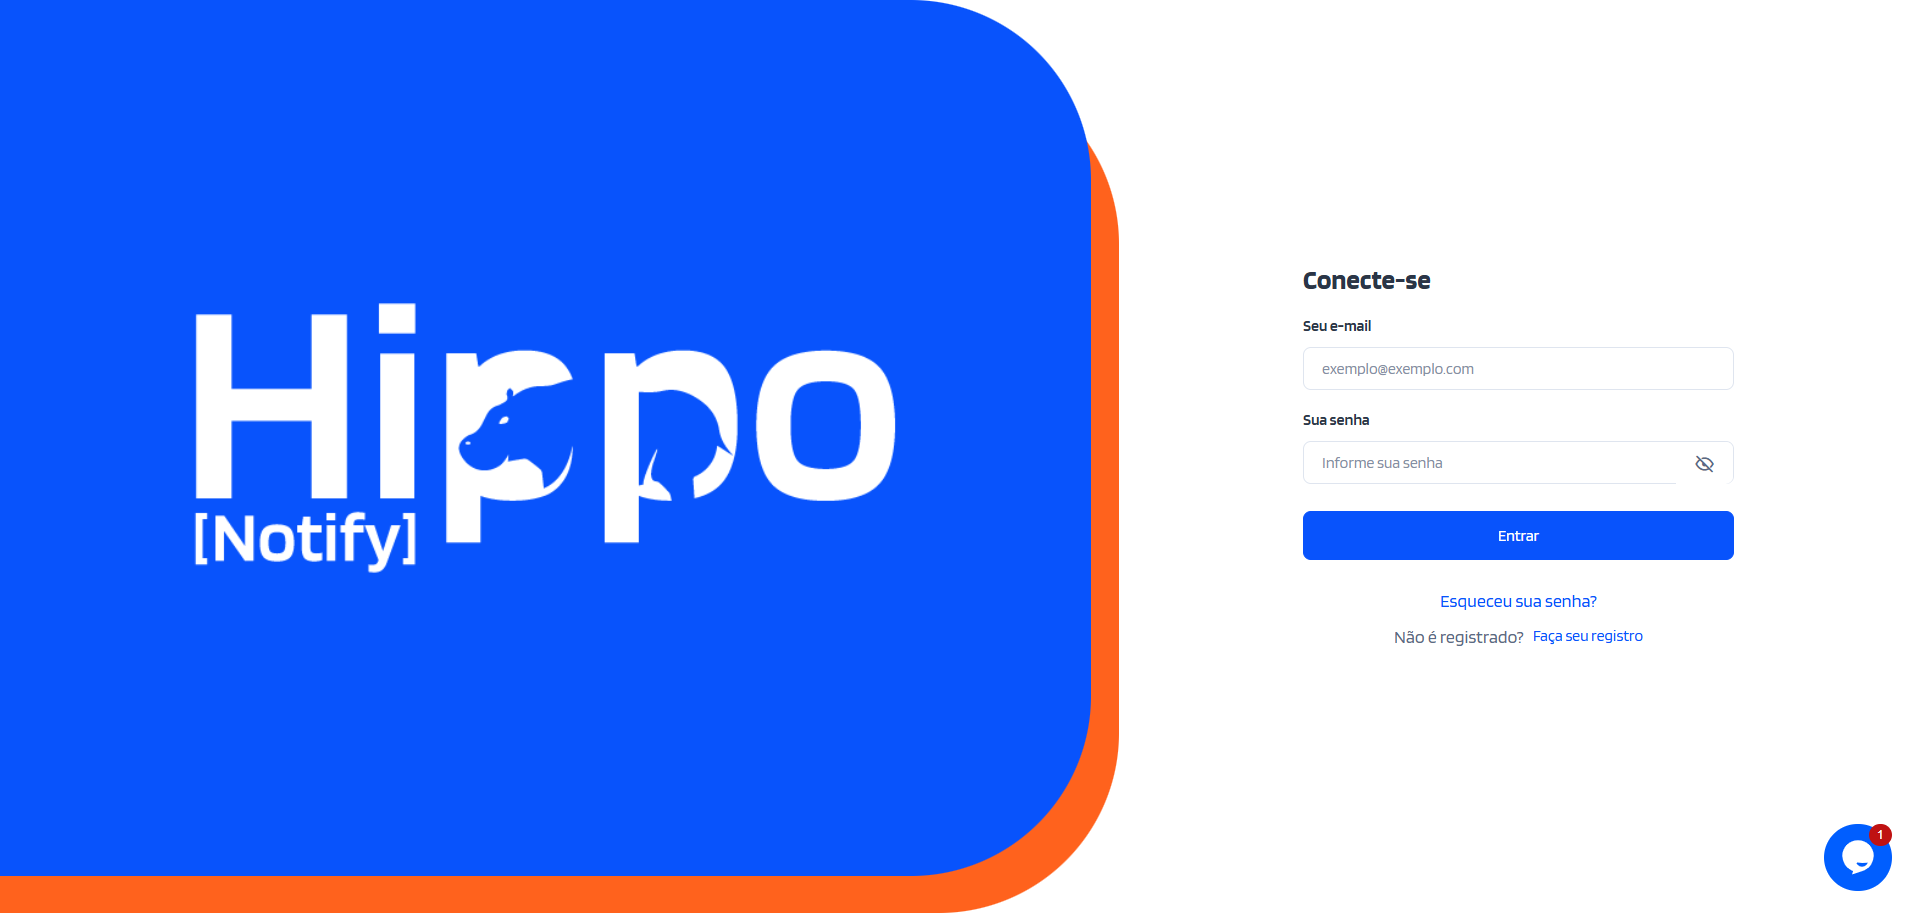 Hippo
[Notify]
Conecte-se
Seu e-mail
exemplo@exemplo.com
Sua senha
Informe sua senha
Entrar
Esqueceu sua senha?
Não é registrado? Faça seu registro
1